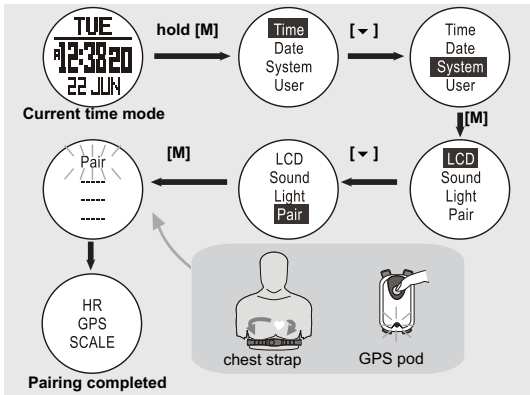 TUE
A 12:38 20
22 JUN
Current time mode
hold [M]
Time
Date
System
User
[ ▾ ]
Time
Date
System
User
[M]
LCD
Sound
Light
Pair
[ ▾ ]
LCD
Sound
Light
Pair
[M]
Pair
-----
-----
-----
HR
GPS
SCALE
Pairing completed
chest strap
GPS pod